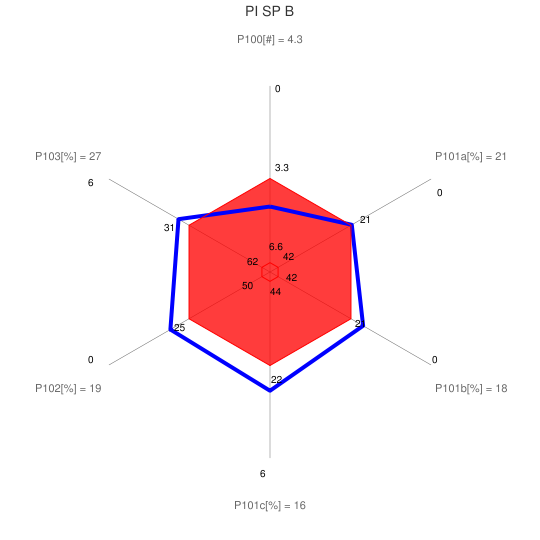 PI SP B
P100[#] = 4.3
0
3.3
P103[%] = 27
P101a[%] = 21
6
0
31
21
6.6
42
62
42
50
44
25
2
0
0
22
P102[%] = 19
P101b[%] = 18
6
P101c[%] = 16